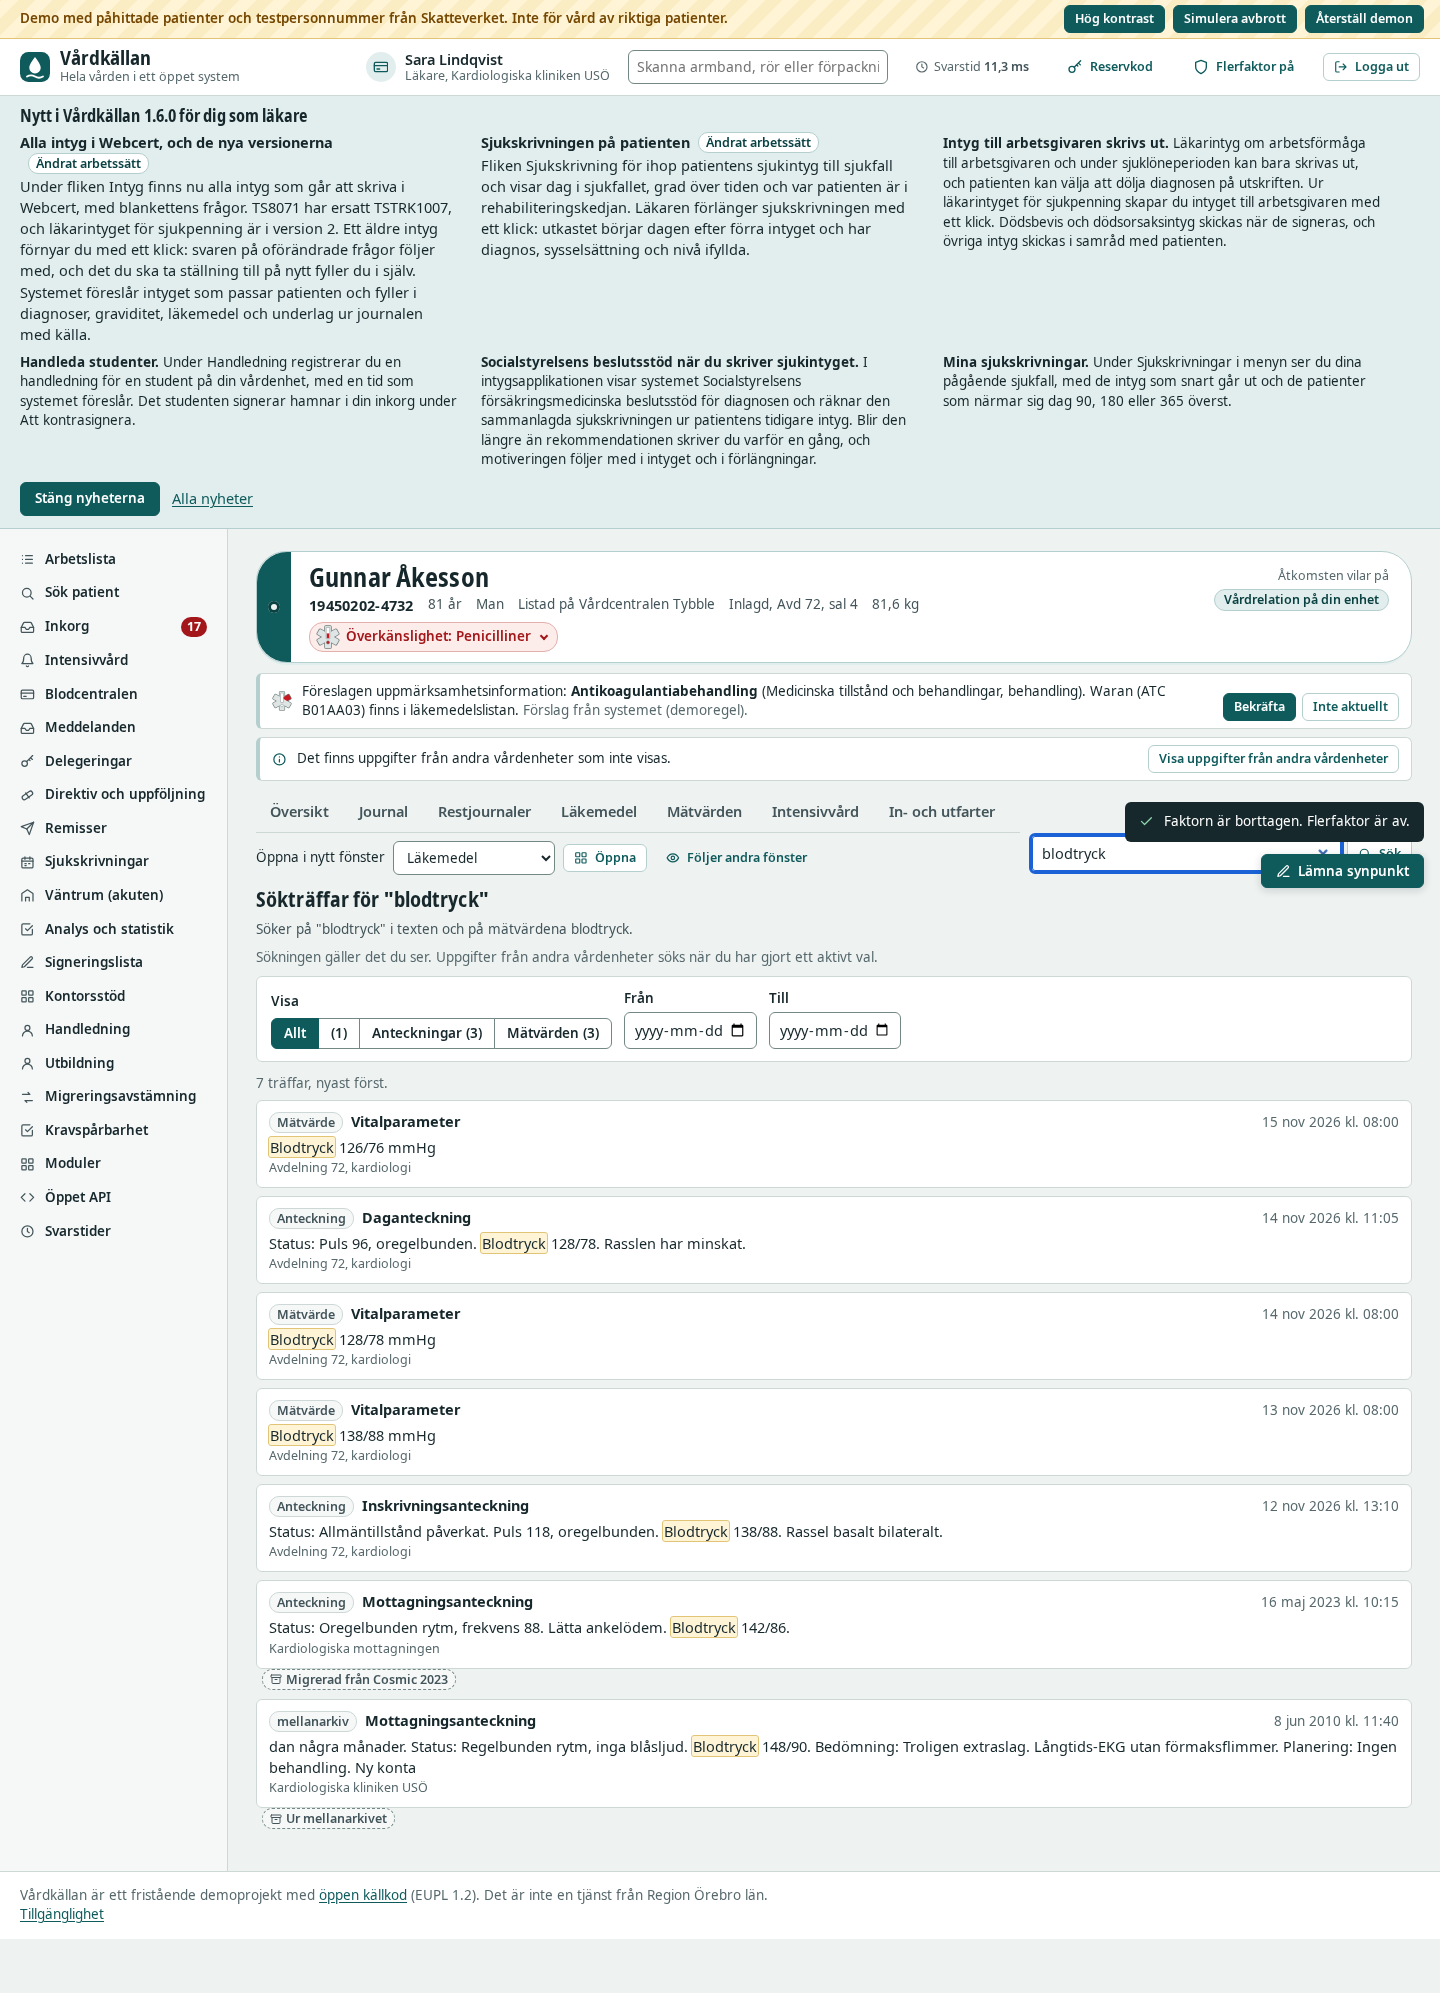 Demo med påhittade patienter och testpersonnummer från Skatteverket. Inte för vård av riktiga patienter.
Hög kontrast
Simulera avbrott
Återställ demon
Vårdkällan
Hela vården i ett öppet system
Sara Lindqvist
Läkare, Kardiologiska kliniken USÖ
Skanna armband, rör eller förpackni
Svarstid 11,3 ms
Reservkod
Flerfaktor på
Logga ut
Nytt i Vårdkällan 1.6.0 för dig som läkare
Alla intyg i Webcert, och de nya versionerna
Ändrat arbetssätt
Under fliken Intyg finns nu alla intyg som går att skriva i
Webcert, med blankettens frågor. TS8071 har ersatt TSTRK1007,
och läkarintyget för sjukpenning är i version 2. Ett äldre intyg
förnyar du med ett klick: svaren på oförändrade frågor följer
med, och det du ska ta ställning till på nytt fyller du i själv.
Systemet föreslår intyget som passar patienten och fyller i
diagnoser, graviditet, läkemedel och underlag ur journalen
med källa.
Sjukskrivningen på patienten
Ändrat arbetssätt
Fliken Sjukskrivning för ihop patientens sjukintyg till sjukfall
och visar dag i sjukfallet, grad över tiden och var patienten är i
rehabiliteringskedjan. Läkaren förlänger sjukskrivningen med
ett klick: utkastet börjar dagen efter förra intyget och har
diagnos, sysselsättning och nivå ifyllda.
Intyg till arbetsgivaren skrivs ut. Läkarintyg om arbetsförmåga
till arbetsgivaren och under sjuklöneperioden kan bara skrivas ut,
och patienten kan välja att dölja diagnosen på utskriften. Ur
läkarintyget för sjukpenning skapar du intyget till arbetsgivaren med
ett klick. Dödsbevis och dödsorsaksintyg skickas när de signeras, och
övriga intyg skickas i samråd med patienten.
Handleda studenter. Under Handledning registrerar du en
handledning för en student på din vårdenhet, med en tid som
systemet föreslår. Det studenten signerar hamnar i din inkorg under
Att kontrasignera.
Socialstyrelsens beslutsstöd när du skriver sjukintyget. I
intygsapplikationen visar systemet Socialstyrelsens
försäkringsmedicinska beslutsstöd för diagnosen och räknar den
sammanlagda sjukskrivningen ur patientens tidigare intyg. Blir den
längre än rekommendationen skriver du varför en gång, och
motiveringen följer med i intyget och i förlängningar.
Mina sjukskrivningar. Under Sjukskrivningar i menyn ser du dina
pågående sjukfall, med de intyg som snart går ut och de patienter
som närmar sig dag 90, 180 eller 365 överst.
Stäng nyheterna
Alla nyheter
Arbetslista
Sök patient
Inkorg
17
Intensivvård
Blodcentralen
Meddelanden
Delegeringar
Direktiv och uppföljning
Remisser
Sjukskrivningar
Väntrum (akuten)
Analys och statistik
Signeringslista
Kontorsstöd
Handledning
Utbildning
Migreringsavstämning
Kravspårbarhet
Moduler
Öppet API
Svarstider
Gunnar Åkesson
19450202-4732
81 år
Man
Listad på Vårdcentralen Tybble
Inlagd, Avd 72, sal 4
81,6 kg
Överkänslighet: Penicilliner
Åtkomsten vilar på
Vårdrelation på din enhet
Föreslagen uppmärksamhetsinformation: Antikoagulantiabehandling (Medicinska tillstånd och behandlingar, behandling). Waran (ATC
B01AA03) finns i läkemedelslistan. Förslag från systemet (demoregel).
Bekräfta
Inte aktuellt
Det finns uppgifter från andra vårdenheter som inte visas.
Visa uppgifter från andra vårdenheter
Översikt
Journal
Restjournaler
Läkemedel
Mätvärden
Intensivvård
In- och utfarter
Faktorn är borttagen. Flerfaktor är av.
Öppna i nytt fönster
Läkemedel
Öppna
Följer andra fönster
blodtryck
Sök
Lämna synpunkt
Sökträffar för "blodtryck"
Söker på "blodtryck" i texten och på mätvärdena blodtryck.
Sökningen gäller det du ser. Uppgifter från andra vårdenheter söks när du har gjort ett aktivt val.
Visa
Från
Till
Allt
(1)
Anteckningar (3)
Mätvärden (3)
yyyy-mm-dd
yyyy-mm-dd
7 träffar, nyast först.
Mätvärde
Vitalparameter
15 nov 2026 kl. 08:00
Blodtryck 126/76 mmHg
Avdelning 72, kardiologi
Anteckning
Daganteckning
14 nov 2026 kl. 11:05
Status: Puls 96, oregelbunden. Blodtryck 128/78. Rasslen har minskat.
Avdelning 72, kardiologi
Mätvärde
Vitalparameter
14 nov 2026 kl. 08:00
Blodtryck 128/78 mmHg
Avdelning 72, kardiologi
Mätvärde
Vitalparameter
13 nov 2026 kl. 08:00
Blodtryck 138/88 mmHg
Avdelning 72, kardiologi
Anteckning
Inskrivningsanteckning
12 nov 2026 kl. 13:10
Status: Allmäntillstånd påverkat. Puls 118, oregelbunden. Blodtryck 138/88. Rassel basalt bilateralt.
Avdelning 72, kardiologi
Anteckning
Mottagningsanteckning
16 maj 2023 kl. 10:15
Status: Oregelbunden rytm, frekvens 88. Lätta ankelödem. Blodtryck 142/86.
Kardiologiska mottagningen
Migrerad från Cosmic 2023
mellanarkiv
Mottagningsanteckning
8 jun 2010 kl. 11:40
dan några månader. Status: Regelbunden rytm, inga blåsljud. Blodtryck 148/90. Bedömning: Troligen extraslag. Långtids-EKG utan förmaksflimmer. Planering: Ingen
behandling. Ny konta
Kardiologiska kliniken USÖ
Ur mellanarkivet
Vårdkällan är ett fristående demoprojekt med öppen källkod (EUPL 1.2). Det är inte en tjänst från Region Örebro län.
Tillgänglighet